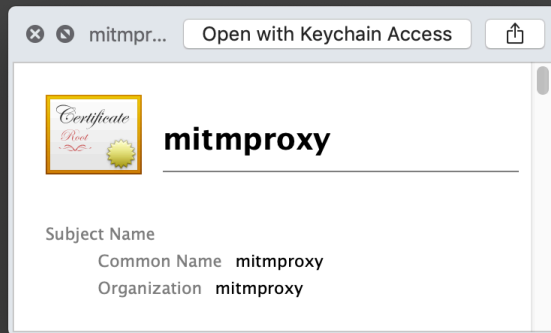 mitmpr...
Open with Keychain Access
Certificate
Root
mitmproxy
Subject Name
Common Name mitmproxy
Organization mitmproxy